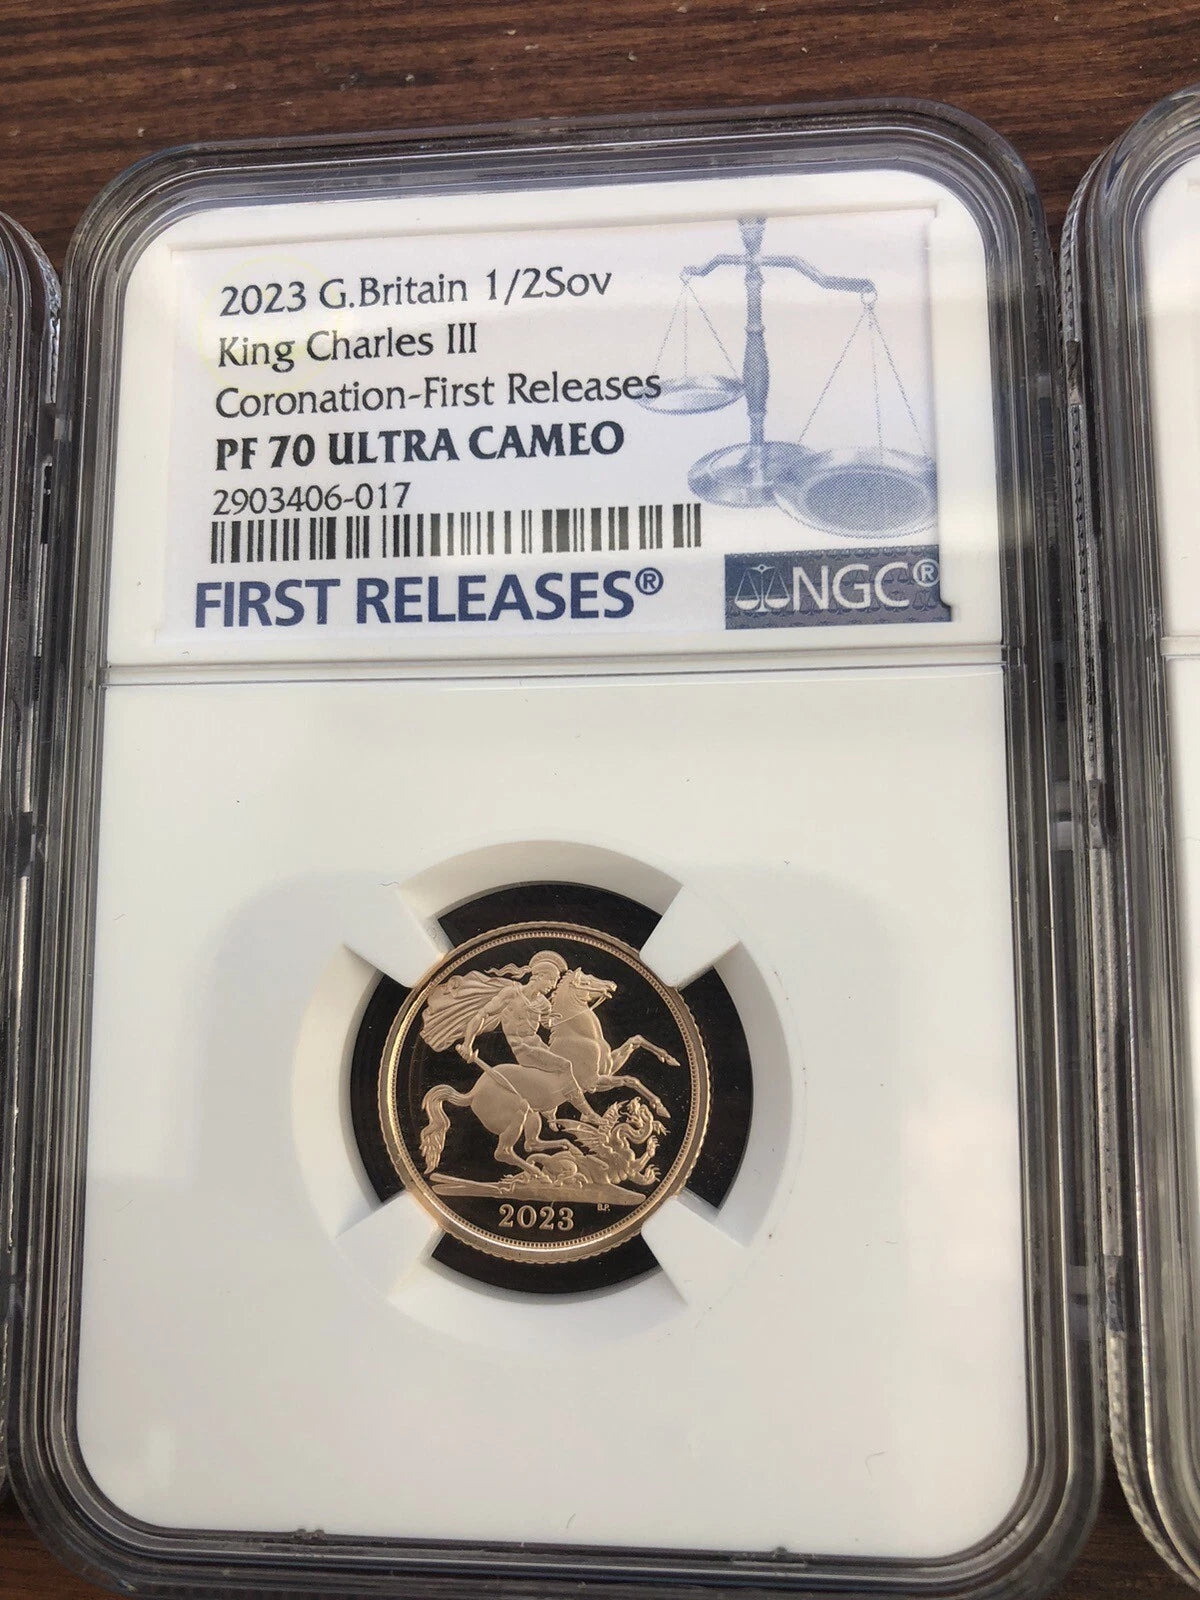 2023 G.Britain 1/2Sov
King Charles III
Coronation-First Releases
PF 70 ULTRA CAMEO
2903406-017
FIRST RELEASES®
NGC®
2023
B.P.